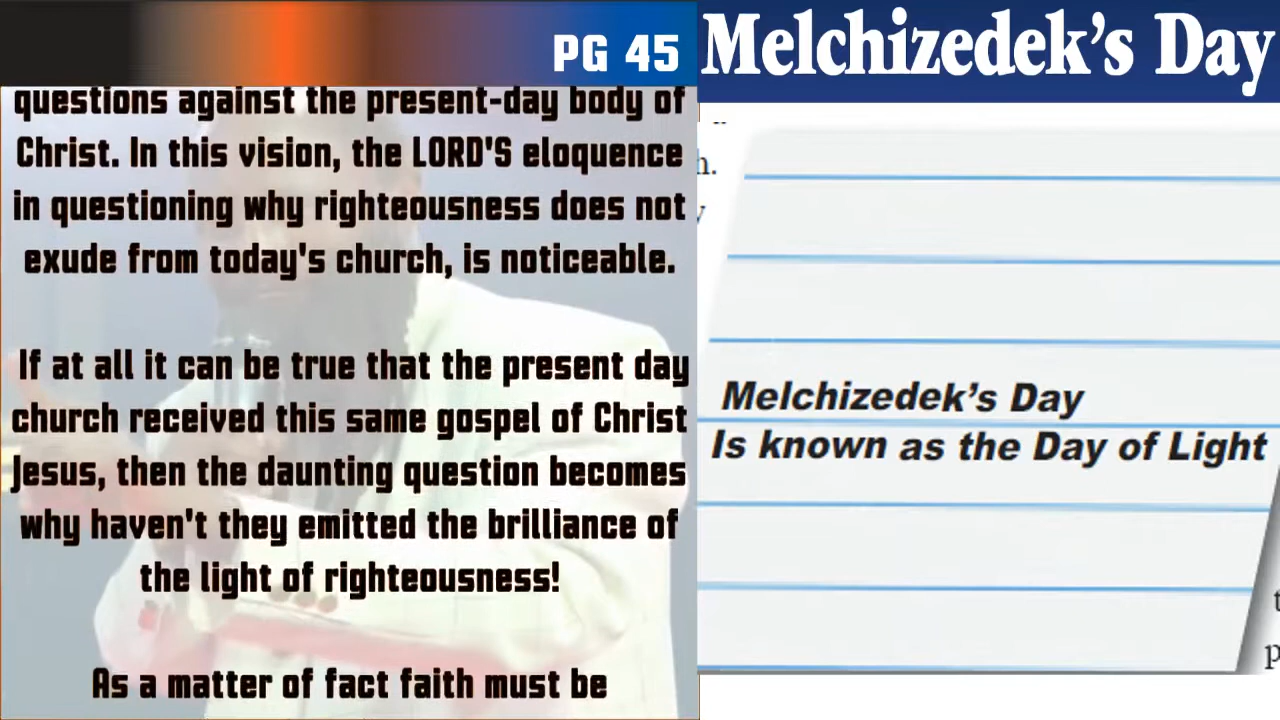 PG 45
questions against the present-day body of
Christ. In this vision, the LORD'S eloquence
in questioning why righteousness does not
exude from today's church, is noticeable.
If at all it can be true that the present day
church received this same gospel of Christ
Jesus, then the daunting question becomes
why haven't they emitted the brilliance of
the light of righteousness!
As a matter of fact faith must be
Melchizedek’s Day
h.
Melchizedek’s Day
Is known as the Day of Light